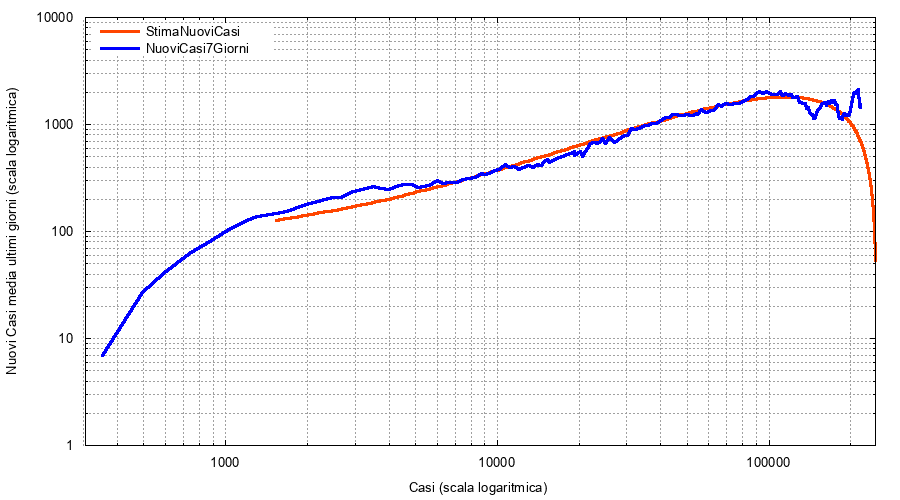 10000
StimaNuoviCasi
NuoviCasi7Giorni
1000
100
10
1
Nuovi Casi media ultimi giorni (scala logaritmica)
1000 10000 100000
Casi (scala logaritmica)